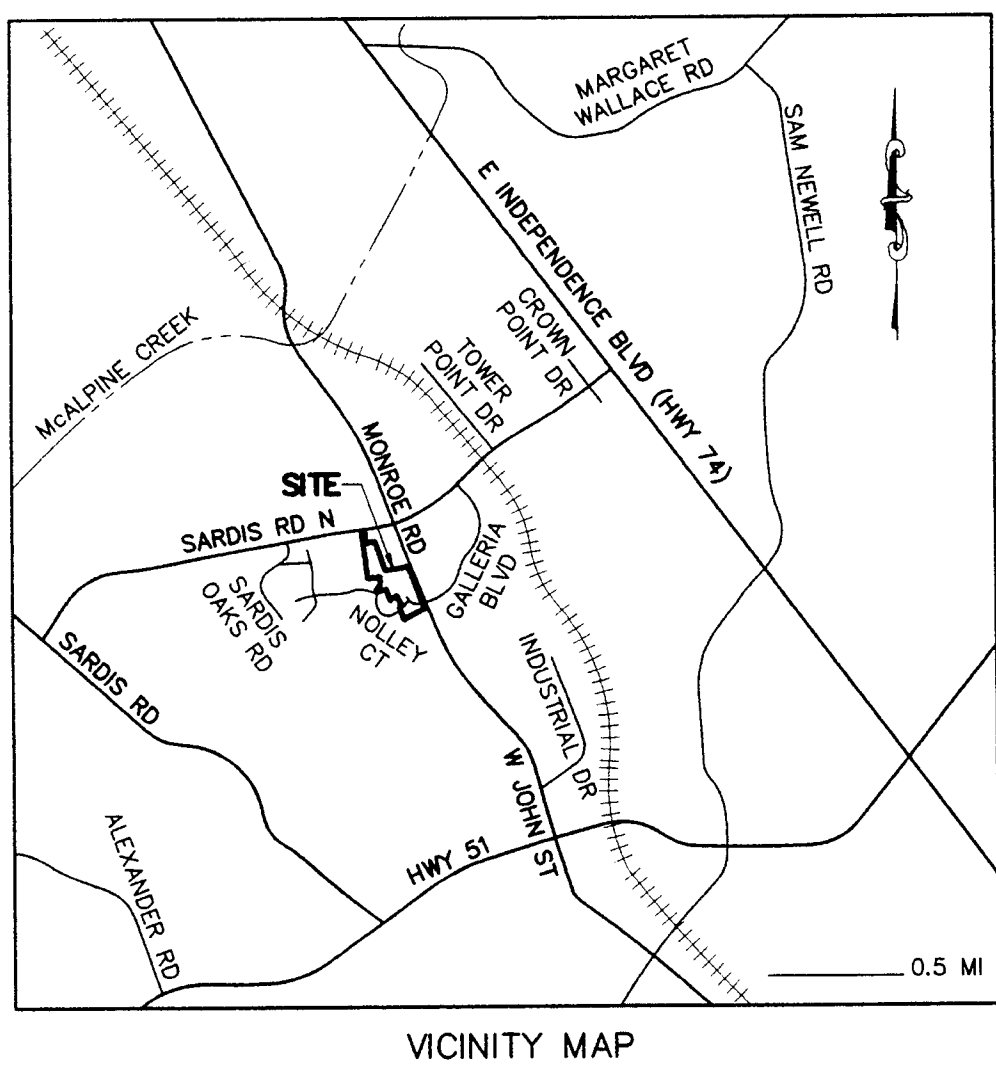 MARGARET
WALLACE RD
SAM NEWELL RD
E INDEPENDENCE BLVD (HWY 74)
CROWN
POINT DR
TOWER
POINT DR
McALPINE CREEK
MONROE RD
SITE
SARDIS RD N
GALLERIA
BLVD
SARDIS
OAKS RD
NOLLEY
CT
SARDIS RD
INDUSTRIAL DR
W JOHN ST
ALEXANDER RD
HWY 51
0.5 MI
VICINITY MAP